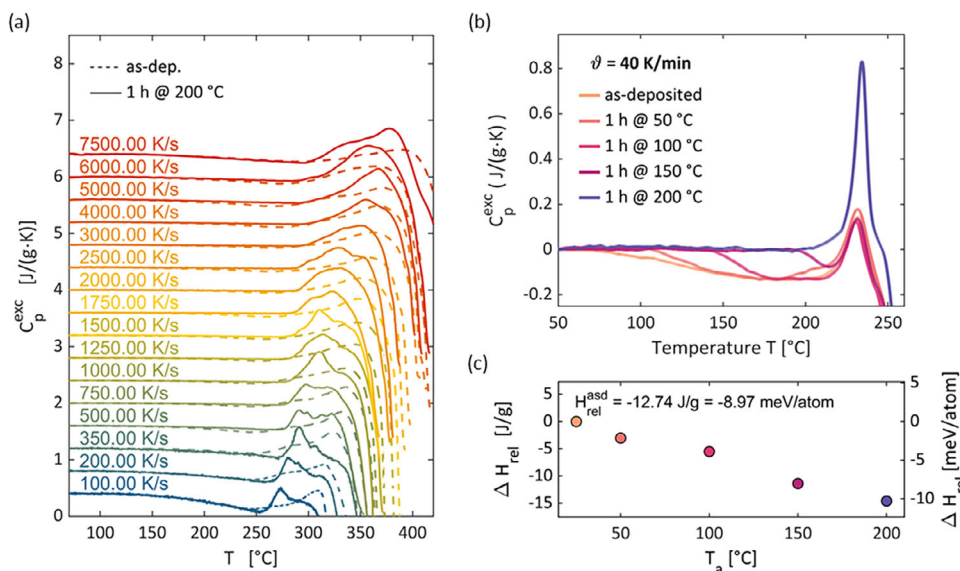 (a)
8
7
6
5
4
3
2
1
0
C_p^exc [J/(g·K)]
as-dep.
1 h @ 200 °C
7500.00 K/s
6000.00 K/s
5000.00 K/s
4000.00 K/s
3000.00 K/s
2500.00 K/s
2000.00 K/s
1750.00 K/s
1500.00 K/s
1250.00 K/s
1000.00 K/s
750.00 K/s
500.00 K/s
350.00 K/s
200.00 K/s
100.00 K/s
100 150 200 250 300 350 400
T [°C]
(b)
0.8
0.6
0.4
0.2
0
-0.2
C_p^exc ( J/(g·K) )
ϑ = 40 K/min
as-deposited
1 h @ 50 °C
1 h @ 100 °C
1 h @ 150 °C
1 h @ 200 °C
50 100 150 200 250
Temperature T [°C]
(c)
5
0
-5
-10
-15
Δ H_rel [J/g]
H_rel^asd = -12.74 J/g = -8.97 meV/atom
5
0
-5
-10
Δ H_rel [meV/atom]
50 100 150 200
T_a [°C]